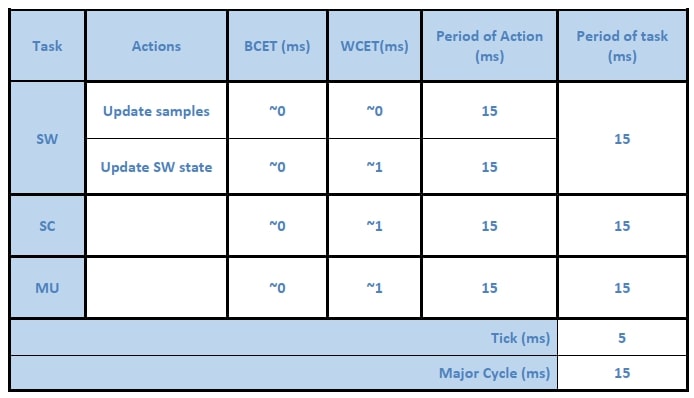 Task Actions BCET (ms) WCET(ms) Period of Action (ms) Period of task (ms)
SW Update samples ~0 ~0 15 15
Update SW state ~0 ~1 15
SC ~0 ~1 15 15
MU ~0 ~1 15 15
Tick (ms) 5
Major Cycle (ms) 15